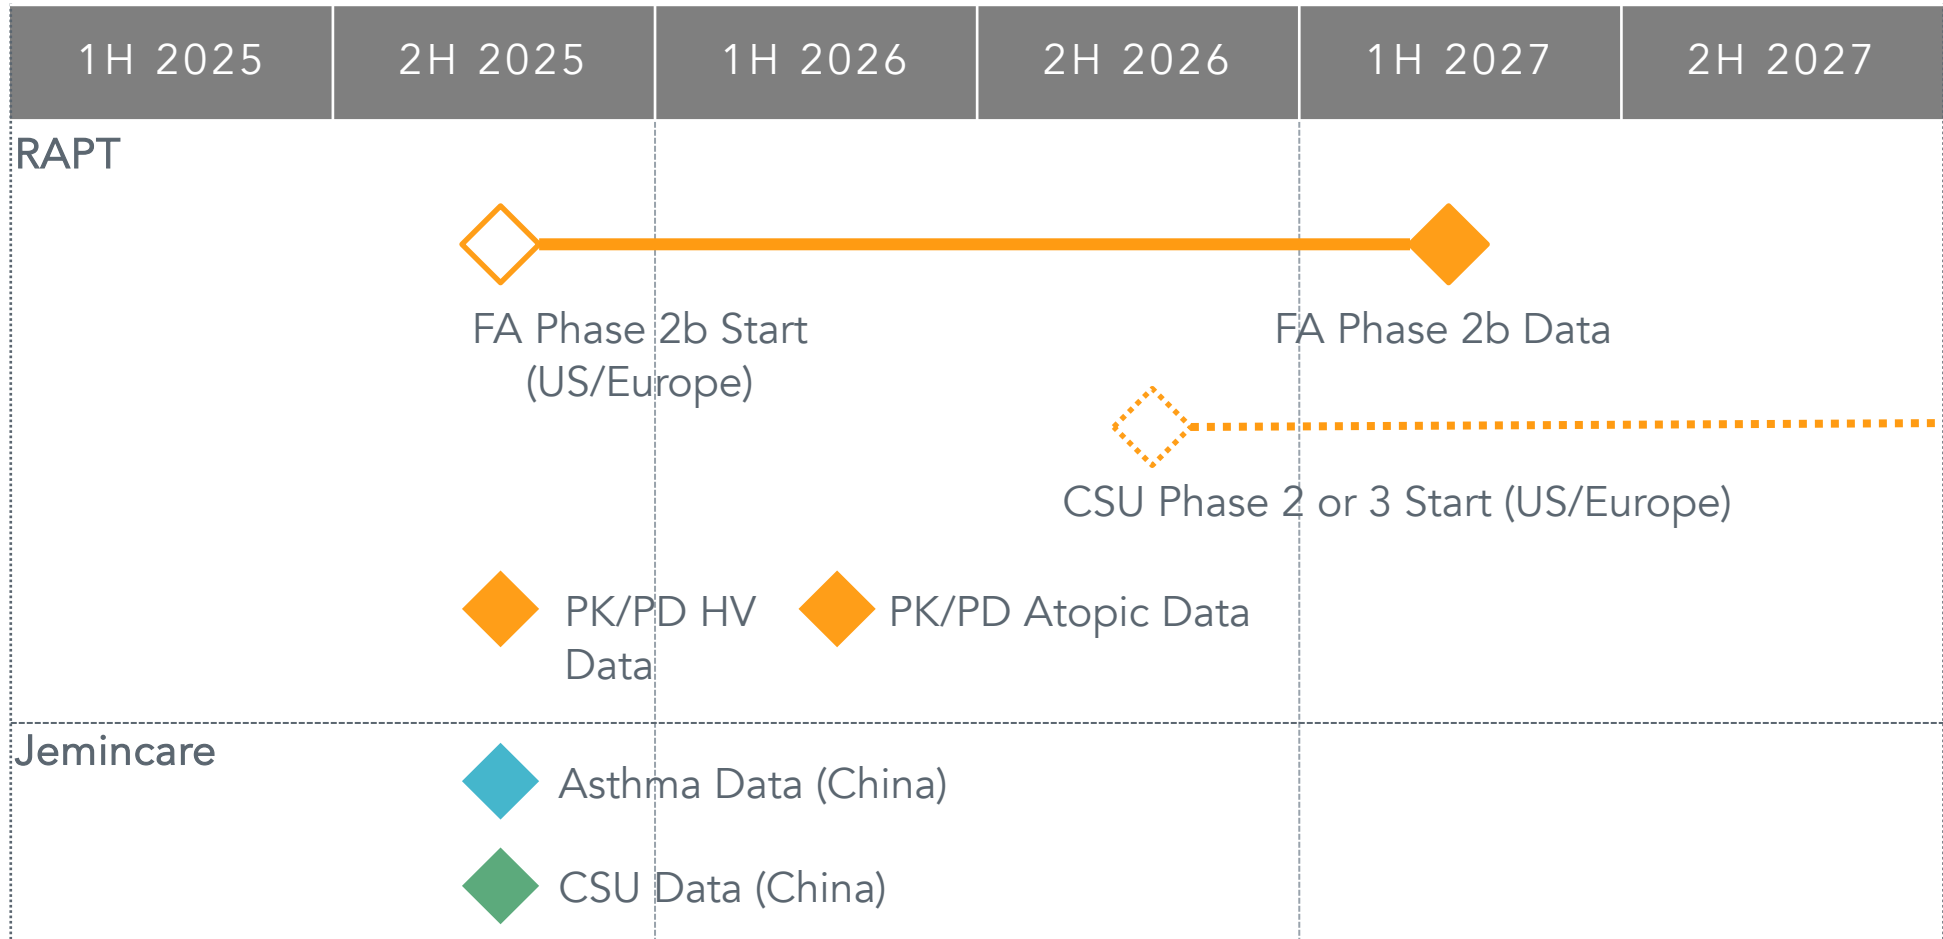 1H 2025
2H 2025
1H 2026
2H 2026
1H 2027
2H 2027
RAPT
FA Phase 2b Start
(US/Europe)
FA Phase 2b Data
CSU Phase 2 or 3 Start (US/Europe)
PK/PD HV
Data
PK/PD Atopic Data
Jemincare
Asthma Data (China)
CSU Data (China)